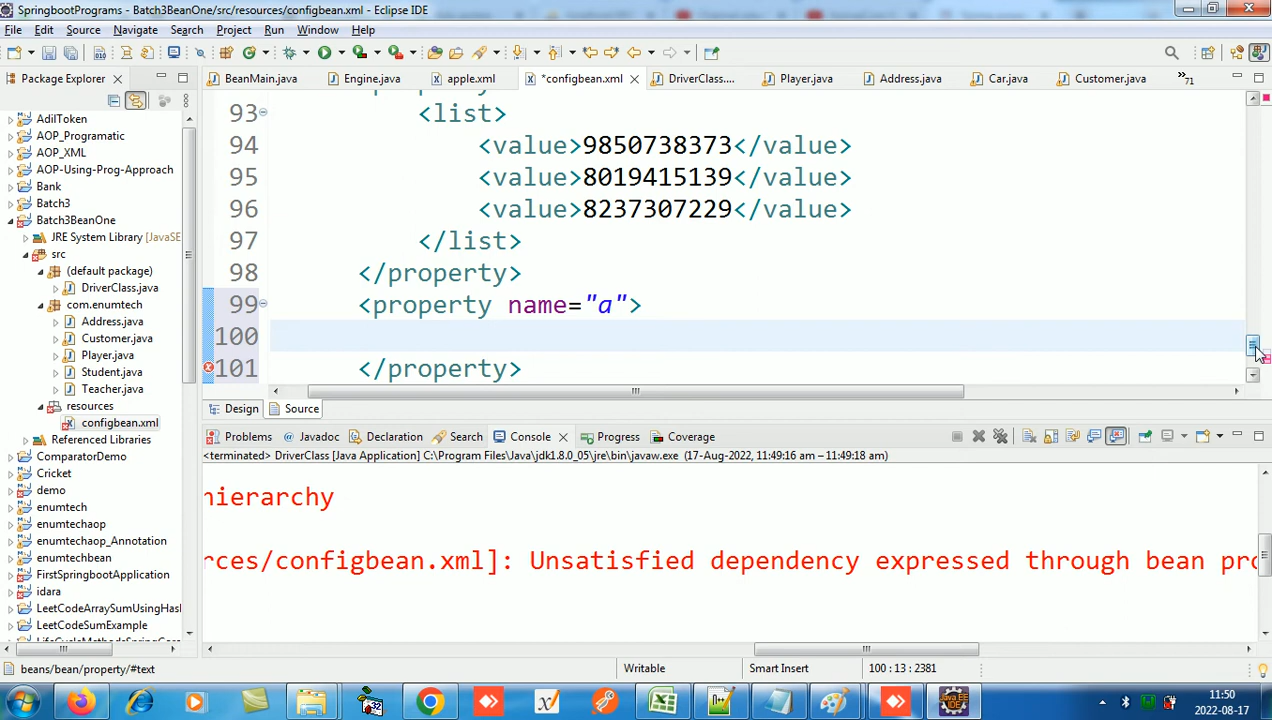 SpringbootPrograms - Batch3BeanOne/src/resources/configbean.xml - Eclipse IDE
File Edit Source Navigate Search Project Run Window Help
Package Explorer
BeanMain.java Engine.java apple.xml *configbean.xml DriverClass.... Player.java Address.java Car.java Customer.java »71
AdilToken
AOP_Programatic
AOP_XML
AOP-Using-Prog-Approach
Bank
Batch3
Batch3BeanOne
JRE System Library [JavaSE
src
(default package)
DriverClass.java
com.enumtech
Address.java
Customer.java
Player.java
Student.java
Teacher.java
resources
configbean.xml
Referenced Libraries
ComparatorDemo
Cricket
demo
enumtech
enumtechaop
enumtechaop_Annotation
enumtechbean
FirstSpringbootApplication
idara
LeetCodeArraySumUsingHasl
LeetCodeSumExample
93 <list>
94 <value>9850738373</value>
95 <value>8019415139</value>
96 <value>8237307229</value>
97 </list>
98 </property>
99 <property name="a">
100
101 </property>
Design Source
Problems Javadoc Declaration Search Console Progress Coverage
<terminated> DriverClass [Java Application] C:\Program Files\Java\jdk1.8.0_05\jre\bin\javaw.exe (17-Aug-2022, 11:49:16 am – 11:49:18 am)
hierarchy
rces/configbean.xml]: Unsatisfied dependency expressed through bean pro
beans/bean/property/#text Writable Smart Insert 100 : 13 : 2381
11:50
2022-08-17